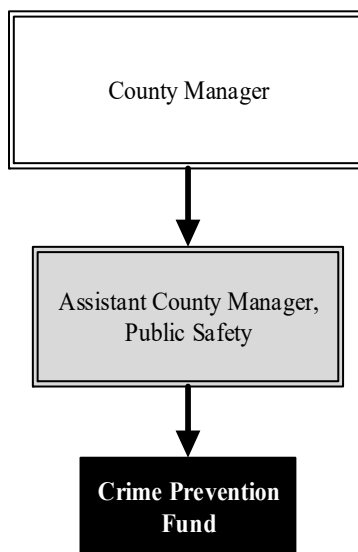 County Manager
Assistant County Manager,
Public Safety
Crime Prevention
Fund